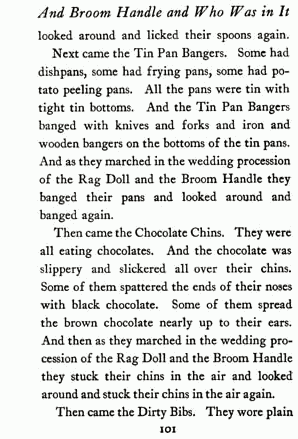 And Broom Handle and Who Was in It
looked around and licked their spoons again.
Next came the Tin Pan Bangers. Some had
dishpans, some had frying pans, some had po-
tato peeling pans. All the pans were tin with
tight tin bottoms. And the Tin Pan Bangers
banged with knives and forks and iron and
wooden bangers on the bottoms of the tin pans.
And as they marched in the wedding procession
of the Rag Doll and the Broom Handle they
banged their pans and looked around and
banged again.
Then came the Chocolate Chins. They were
all eating chocolates. And the chocolate was
slippery and slickered all over their chins.
Some of them spattered the ends of their noses
with black chocolate. Some of them spread
the brown chocolate nearly up to their ears.
And then as they marched in the wedding pro-
cession of the Rag Doll and the Broom Handle
they stuck their chins in the air and looked
around and stuck their chins in the air again.
Then came the Dirty Bibs. They wore plain
101